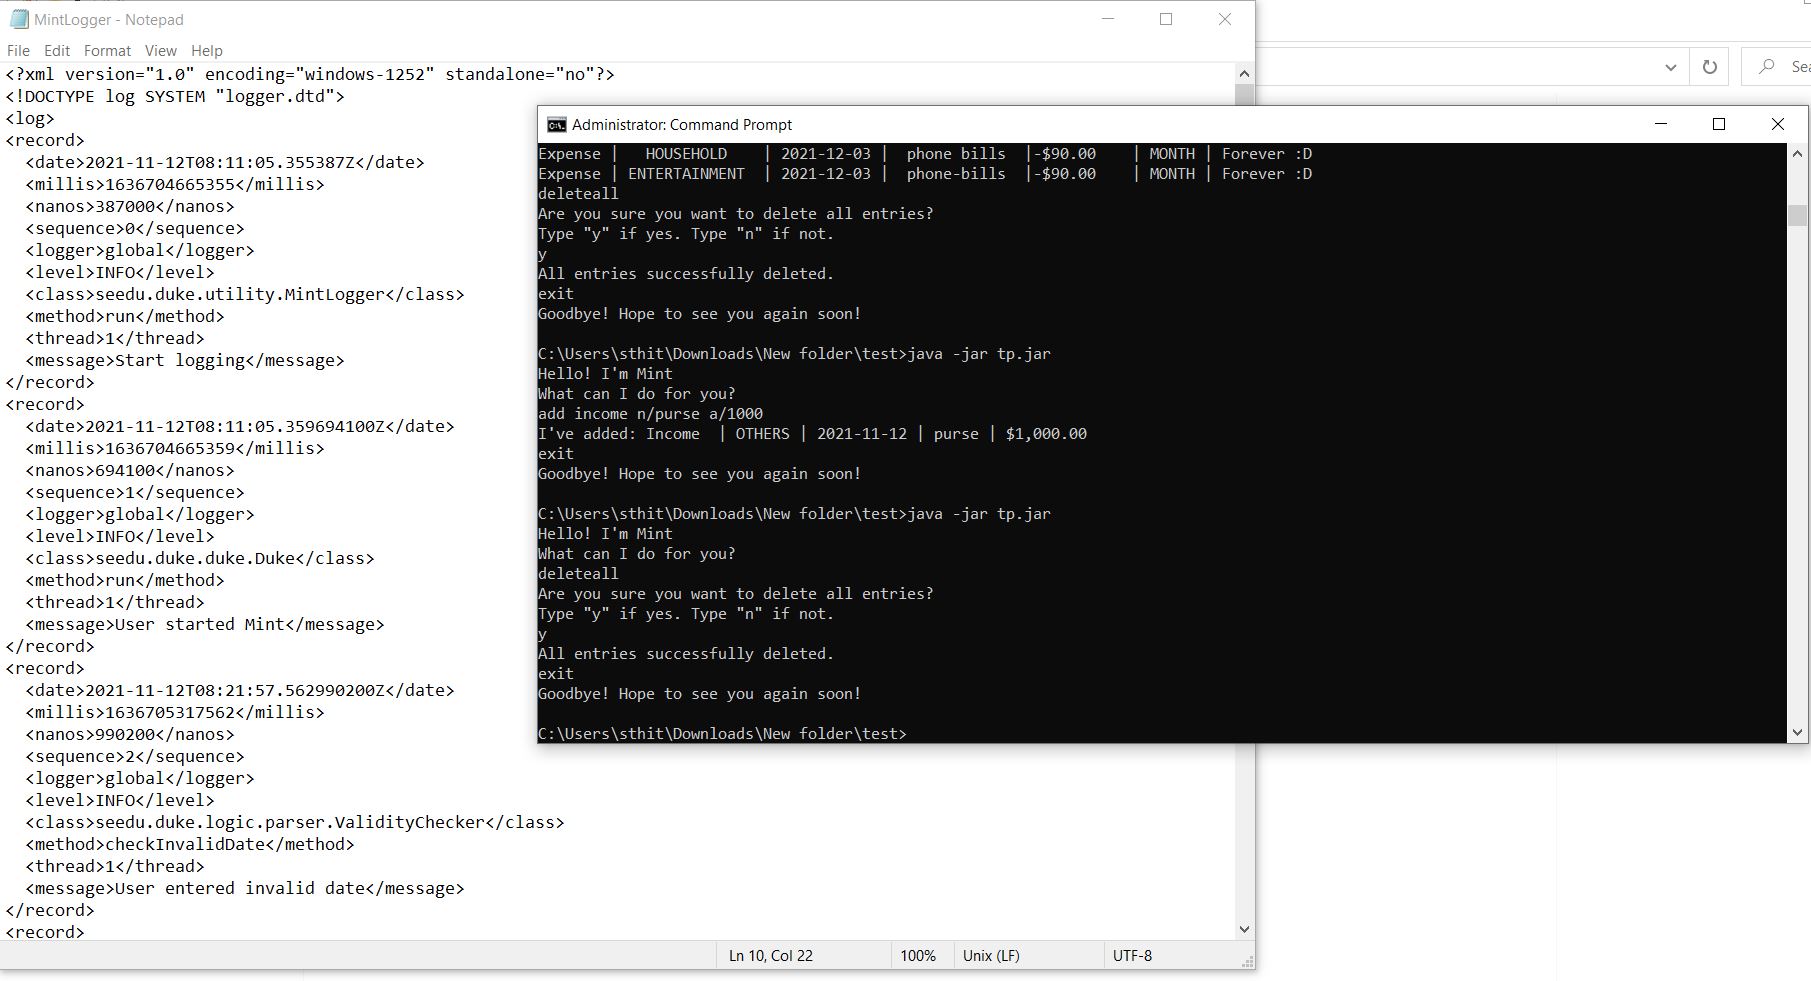 MintLogger - Notepad
File Edit Format View Help
<?xml version="1.0" encoding="windows-1252" standalone="no"?>
<!DOCTYPE log SYSTEM "logger.dtd">
<log>
<record>
  <date>2021-11-12T08:11:05.355387Z</date>
  <millis>1636704665355</millis>
  <nanos>387000</nanos>
  <sequence>0</sequence>
  <logger>global</logger>
  <level>INFO</level>
  <class>seedu.duke.utility.MintLogger</class>
  <method>run</method>
  <thread>1</thread>
  <message>Start logging</message>
</record>
<record>
  <date>2021-11-12T08:11:05.359694100Z</date>
  <millis>1636704665359</millis>
  <nanos>694100</nanos>
  <sequence>1</sequence>
  <logger>global</logger>
  <level>INFO</level>
  <class>seedu.duke.duke.Duke</class>
  <method>run</method>
  <thread>1</thread>
  <message>User started Mint</message>
</record>
<record>
  <date>2021-11-12T08:21:57.562990200Z</date>
  <millis>1636705317562</millis>
  <nanos>990200</nanos>
  <sequence>2</sequence>
  <logger>global</logger>
  <level>INFO</level>
  <class>seedu.duke.logic.parser.ValidityChecker</class>
  <method>checkInvalidDate</method>
  <thread>1</thread>
  <message>User entered invalid date</message>
</record>
<record>
Ln 10, Col 22 100% Unix (LF) UTF-8
Administrator: Command Prompt
Expense |   HOUSEHOLD    | 2021-12-03 |  phone bills  |-$90.00    | MONTH | Forever :D
Expense | ENTERTAINMENT  | 2021-12-03 |  phone-bills  |-$90.00    | MONTH | Forever :D
deleteall
Are you sure you want to delete all entries?
Type "y" if yes. Type "n" if not.
y
All entries successfully deleted.
exit
Goodbye! Hope to see you again soon!
C:\Users\sthit\Downloads\New folder\test>java -jar tp.jar
Hello! I'm Mint
What can I do for you?
add income n/purse a/1000
I've added: Income  | OTHERS | 2021-11-12 | purse | $1,000.00
exit
Goodbye! Hope to see you again soon!
C:\Users\sthit\Downloads\New folder\test>java -jar tp.jar
Hello! I'm Mint
What can I do for you?
deleteall
Are you sure you want to delete all entries?
Type "y" if yes. Type "n" if not.
y
All entries successfully deleted.
exit
Goodbye! Hope to see you again soon!
C:\Users\sthit\Downloads\New folder\test>
Sea